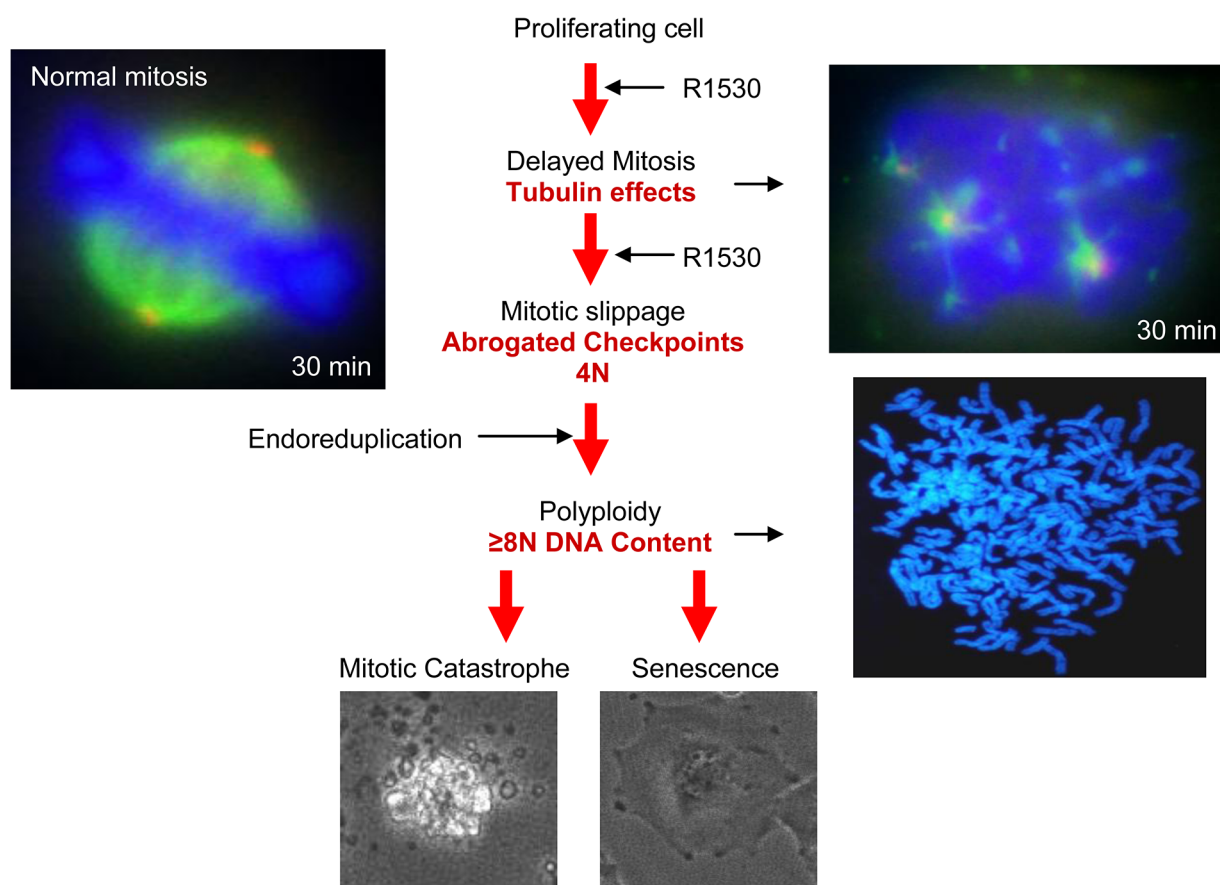 Proliferating cell
Normal mitosis
R1530
Delayed Mitosis
Tubulin effects
R1530
Mitotic slippage
Abrogated Checkpoints
4N
30 min
30 min
Endoreduplication
Polyploidy
≥8N DNA Content
Mitotic Catastrophe
Senescence